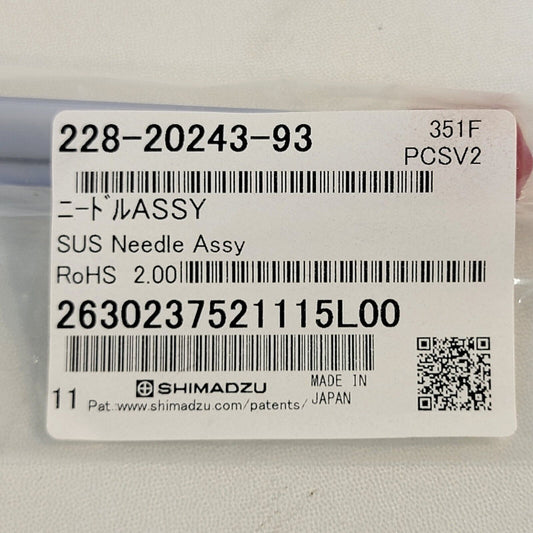 228-20243-93
351F
PCSV2
ニードルASSY
SUS Needle Assy
RoHS 2.00
2630237521115L00
SHIMADZU
MADE IN
JAPAN
11
Pat.:www.shimadzu.com/patents/